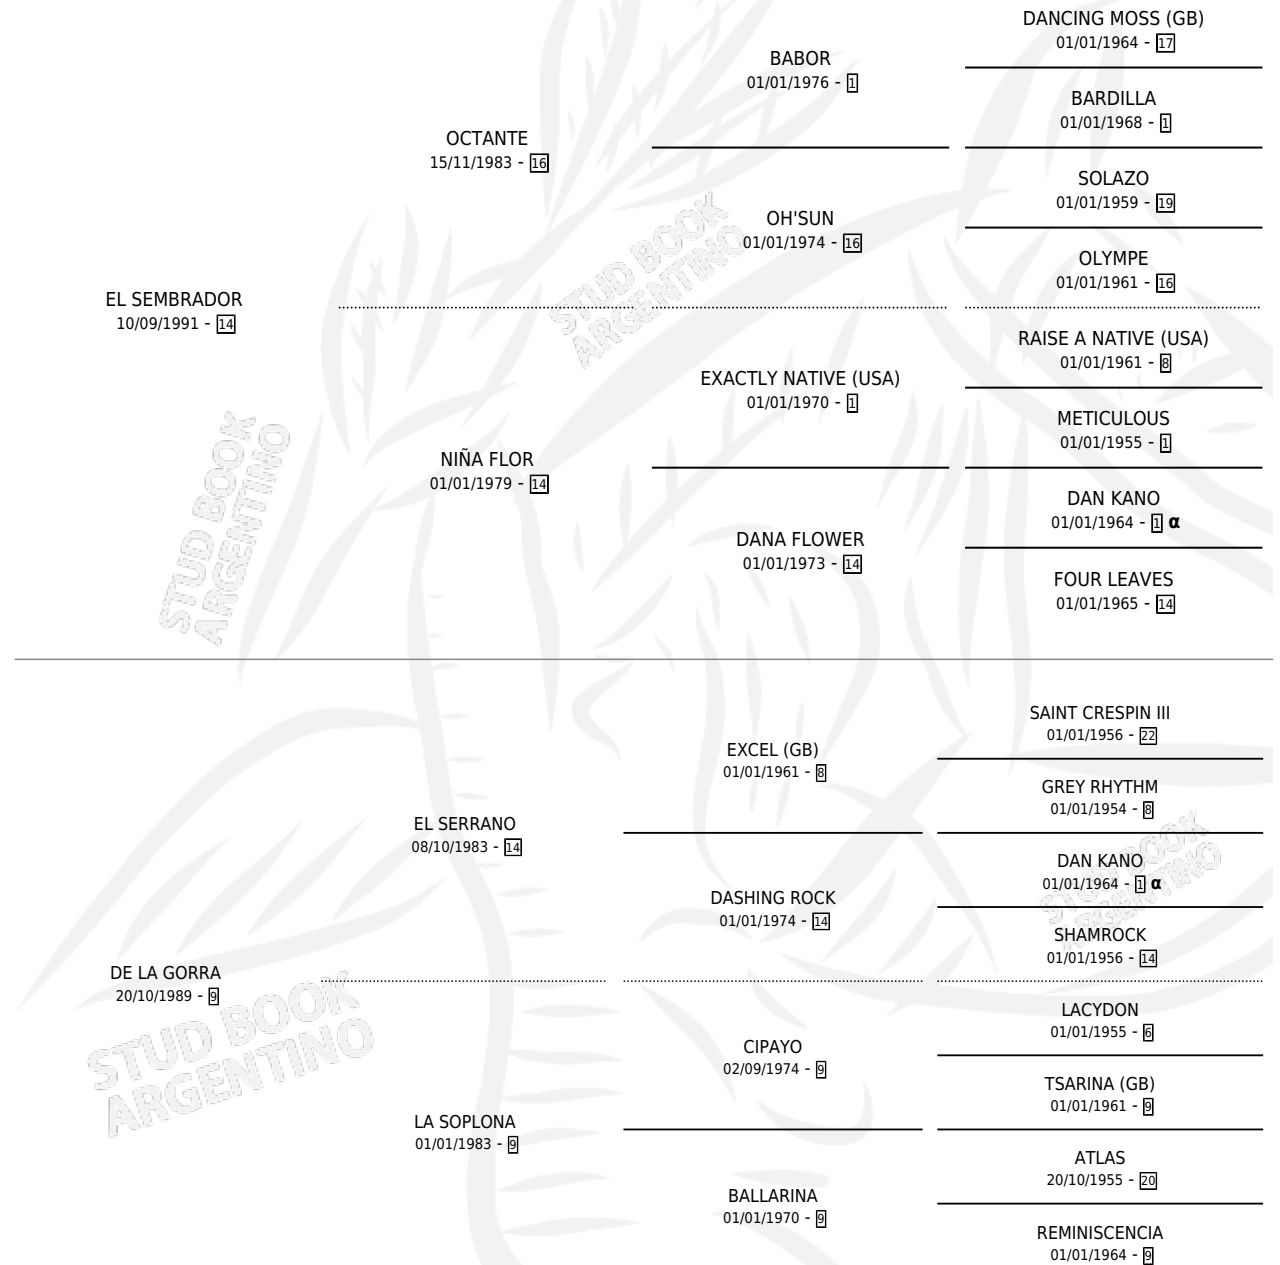 DANCING MOSS (GB)
01/01/1964 - 17
BABOR
01/01/1976 - 1
BARDILLA
01/01/1968 - 1
OCTANTE
15/11/1983 - 16
SOLAZO
01/01/1959 - 19
OH'SUN
01/01/1974 - 16
OLYMPE
01/01/1961 - 16
EL SEMBRADOR
10/09/1991 - 14
RAISE A NATIVE (USA)
01/01/1961 - 8
EXACTLY NATIVE (USA)
01/01/1970 - 1
METICULOUS
01/01/1955 - 1
NIÑA FLOR
01/01/1979 - 14
DAN KANO
01/01/1964 - 1 α
DANA FLOWER
01/01/1973 - 14
FOUR LEAVES
01/01/1965 - 14
STUD BOOK
ARGENTINO
STUD BOOK
ARGENTINO
SAINT CRESPIN III
01/01/1956 - 22
EXCEL (GB)
01/01/1961 - 8
GREY RHYTHM
01/01/1954 - 8
EL SERRANO
08/10/1983 - 14
DAN KANO
01/01/1964 - 1 α
DASHING ROCK
01/01/1974 - 14
SHAMROCK
01/01/1956 - 14
DE LA GORRA
20/10/1989 - 9
LACYDON
01/01/1955 - 6
CIPAYO
02/09/1974 - 9
TSARINA (GB)
01/01/1961 - 9
LA SOPLONA
01/01/1983 - 9
ATLAS
20/10/1955 - 20
BALLARINA
01/01/1970 - 9
REMINISCENCIA
01/01/1964 - 9
STUD BOOK
ARGENTINO
STUD BOOK
ARGENTINO